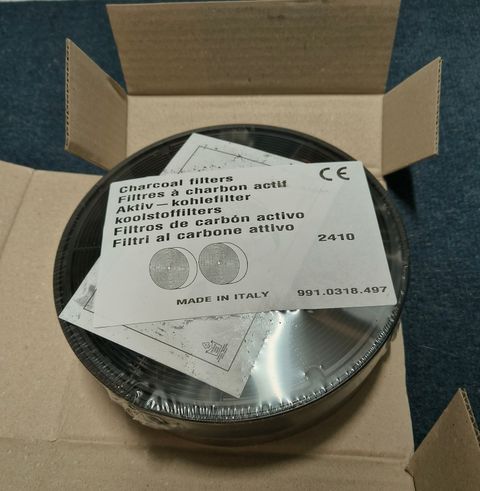 Charcoal filters
Filtres à charbon actif
Aktiv – kohlefilter
koolstoffilters
Filtros de carbón activo
Filtri al carbone attivo
CE
2410
MADE IN ITALY
991.0318.497